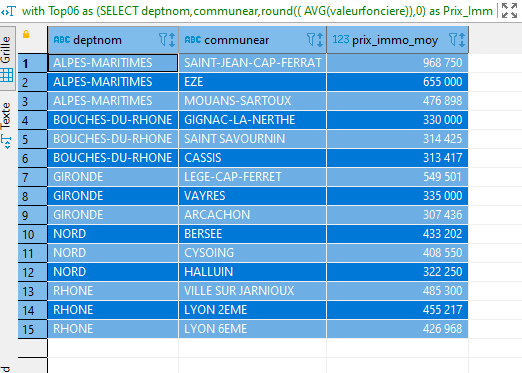 with Top06 as (SELECT deptnom,communear,round(( AVG(valeurfonciere)),0) as Prix_Imm
Grille
Texte
ABC deptnom ABC communear 123 prix_immo_moy
1 ALPES-MARITIMES SAINT-JEAN-CAP-FERRAT 968 750
2 ALPES-MARITIMES EZE 655 000
3 ALPES-MARITIMES MOUANS-SARTOUX 476 898
4 BOUCHES-DU-RHONE GIGNAC-LA-NERTHE 330 000
5 BOUCHES-DU-RHONE SAINT SAVOURNIN 314 425
6 BOUCHES-DU-RHONE CASSIS 313 417
7 GIRONDE LEGE-CAP-FERRET 549 501
8 GIRONDE VAYRES 335 000
9 GIRONDE ARCACHON 307 436
10 NORD BERSEE 433 202
11 NORD CYSOING 408 550
12 NORD HALLUIN 322 250
13 RHONE VILLE SUR JARNIOUX 485 300
14 RHONE LYON 2EME 455 217
15 RHONE LYON 6EME 426 968